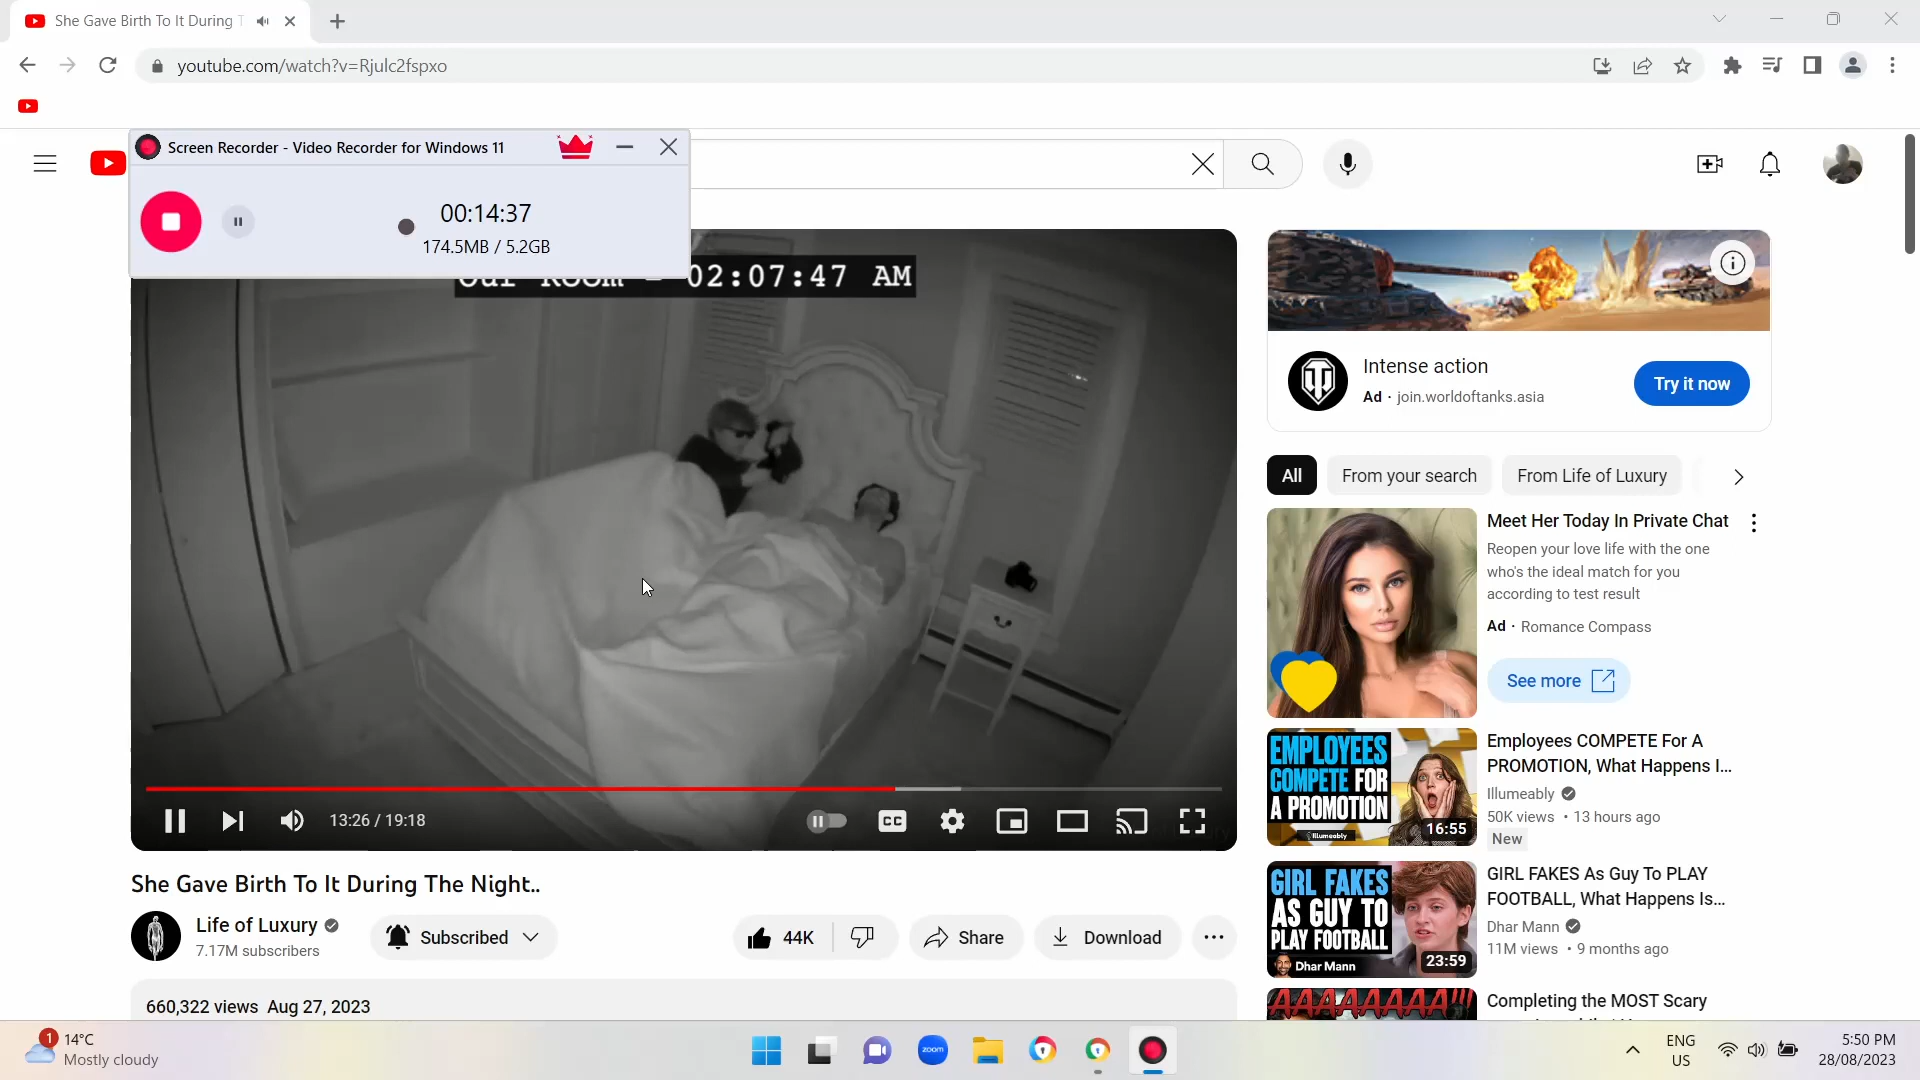 She Gave Birth To It During T
youtube.com/watch?v=Rjulc2fspxo
Screen Recorder - Video Recorder for Windows 11
00:14:37
174.5MB / 5.2GB
Our Room - 02:07:47 AM
13:26 / 19:18
CC
She Gave Birth To It During The Night..
Life of Luxury
7.17M subscribers
Subscribed
44K
Share
Download
660,322 views Aug 27, 2023
Intense action
Ad · join.worldoftanks.asia
Try it now
All
From your search
From Life of Luxury
Meet Her Today In Private Chat
Reopen your love life with the one
who's the ideal match for you
according to test result
Ad · Romance Compass
See more
EMPLOYEES
COMPETE FOR
A PROMOTION
Illumeably
16:55
Employees COMPETE For A
PROMOTION, What Happens I...
Illumeably
50K views • 13 hours ago
New
GIRL FAKES
AS GUY TO
PLAY FOOTBALL
Dhar Mann
23:59
GIRL FAKES As Guy To PLAY
FOOTBALL, What Happens Is...
Dhar Mann
11M views • 9 months ago
AAAAAAAA!!!
Completing the MOST Scary
1
14°C
Mostly cloudy
zoom
ENG
US
5:50 PM
28/08/2023